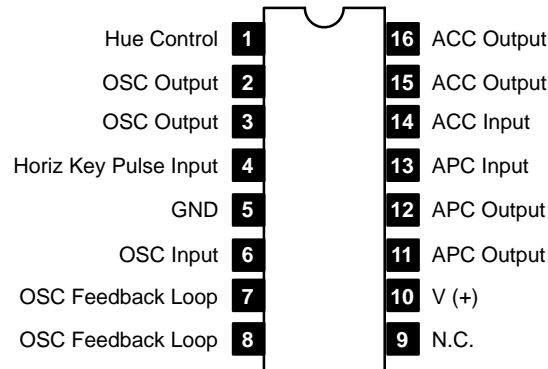 Hue Control 1 16 ACC Output
OSC Output 2 15 ACC Output
OSC Output 3 14 ACC Input
Horiz Key Pulse Input 4 13 APC Input
GND 5 12 APC Output
OSC Input 6 11 APC Output
OSC Feedback Loop 7 10 V (+)
OSC Feedback Loop 8 9 N.C.